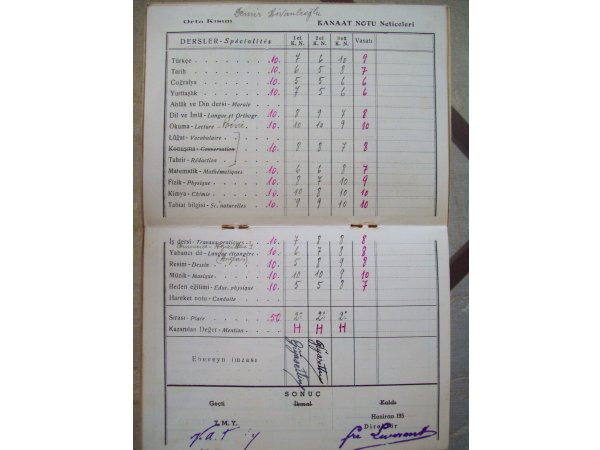 Orta Kısım KANAAT NOTU Neticeleri
DERSLER - Spécialités 1ci K. N. 2ci K. N. 3cü K. N. Vasati
Türkçe 10. 7 6 10 9
Tarih 10. 6 5 8 7
Coğrafya 10. 5 5 6 6
Yurttaşlık 10. 7 5 6 6
Ahlâk ve Din dersi - Morale
Dil ve İmlâ - Langue et Orthogr. 10. 8 9 7 8
Okuma - Lecture 10. 10 10 9 10
Lûgat - Vocabulaire
Konuşma - Conversation 10. 8 8 7 8
Tahrir - Rédaction
Matematik - Mathématiques 10. 6 6 8 7
Fizik - Physique 10. 8 7 10 9
Kimya - Chimie 10. 10 8 10 10
Tabiat bilgisi - Sc. naturelles 10. 9 9 10 10
İş dersi - Travaux pratiques 10. 7 8 8 8
Yabancı dil - Langue étrangère 10. 6 7 8 8
Resim - Dessin 10. 5 8 9 8
Müzik - Musique 10. 10 10 9 10
Beden eğitimi - Educ. physique 10. 5 5 8 7
Hareket notu - Conduite
Sırası - Place 50. 2º 2º 2º
Kazanılan Değer - Mention H H H
Ebeveyn imzası
SONUÇ
Geçti İkmal Kaldı
Haziran 195
T. M. Y. Direktör